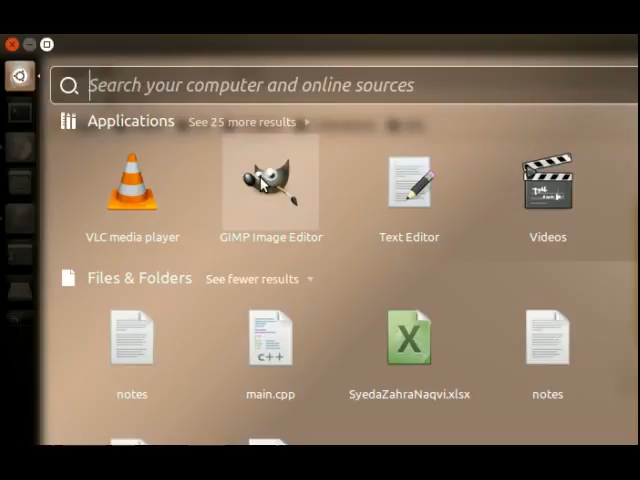 Search your computer and online sources
Applications See 25 more results
VLC media player GIMP Image Editor Text Editor Videos
Files & Folders See fewer results
C++
X
notes main.cpp SyedaZahraNaqvi.xlsx notes